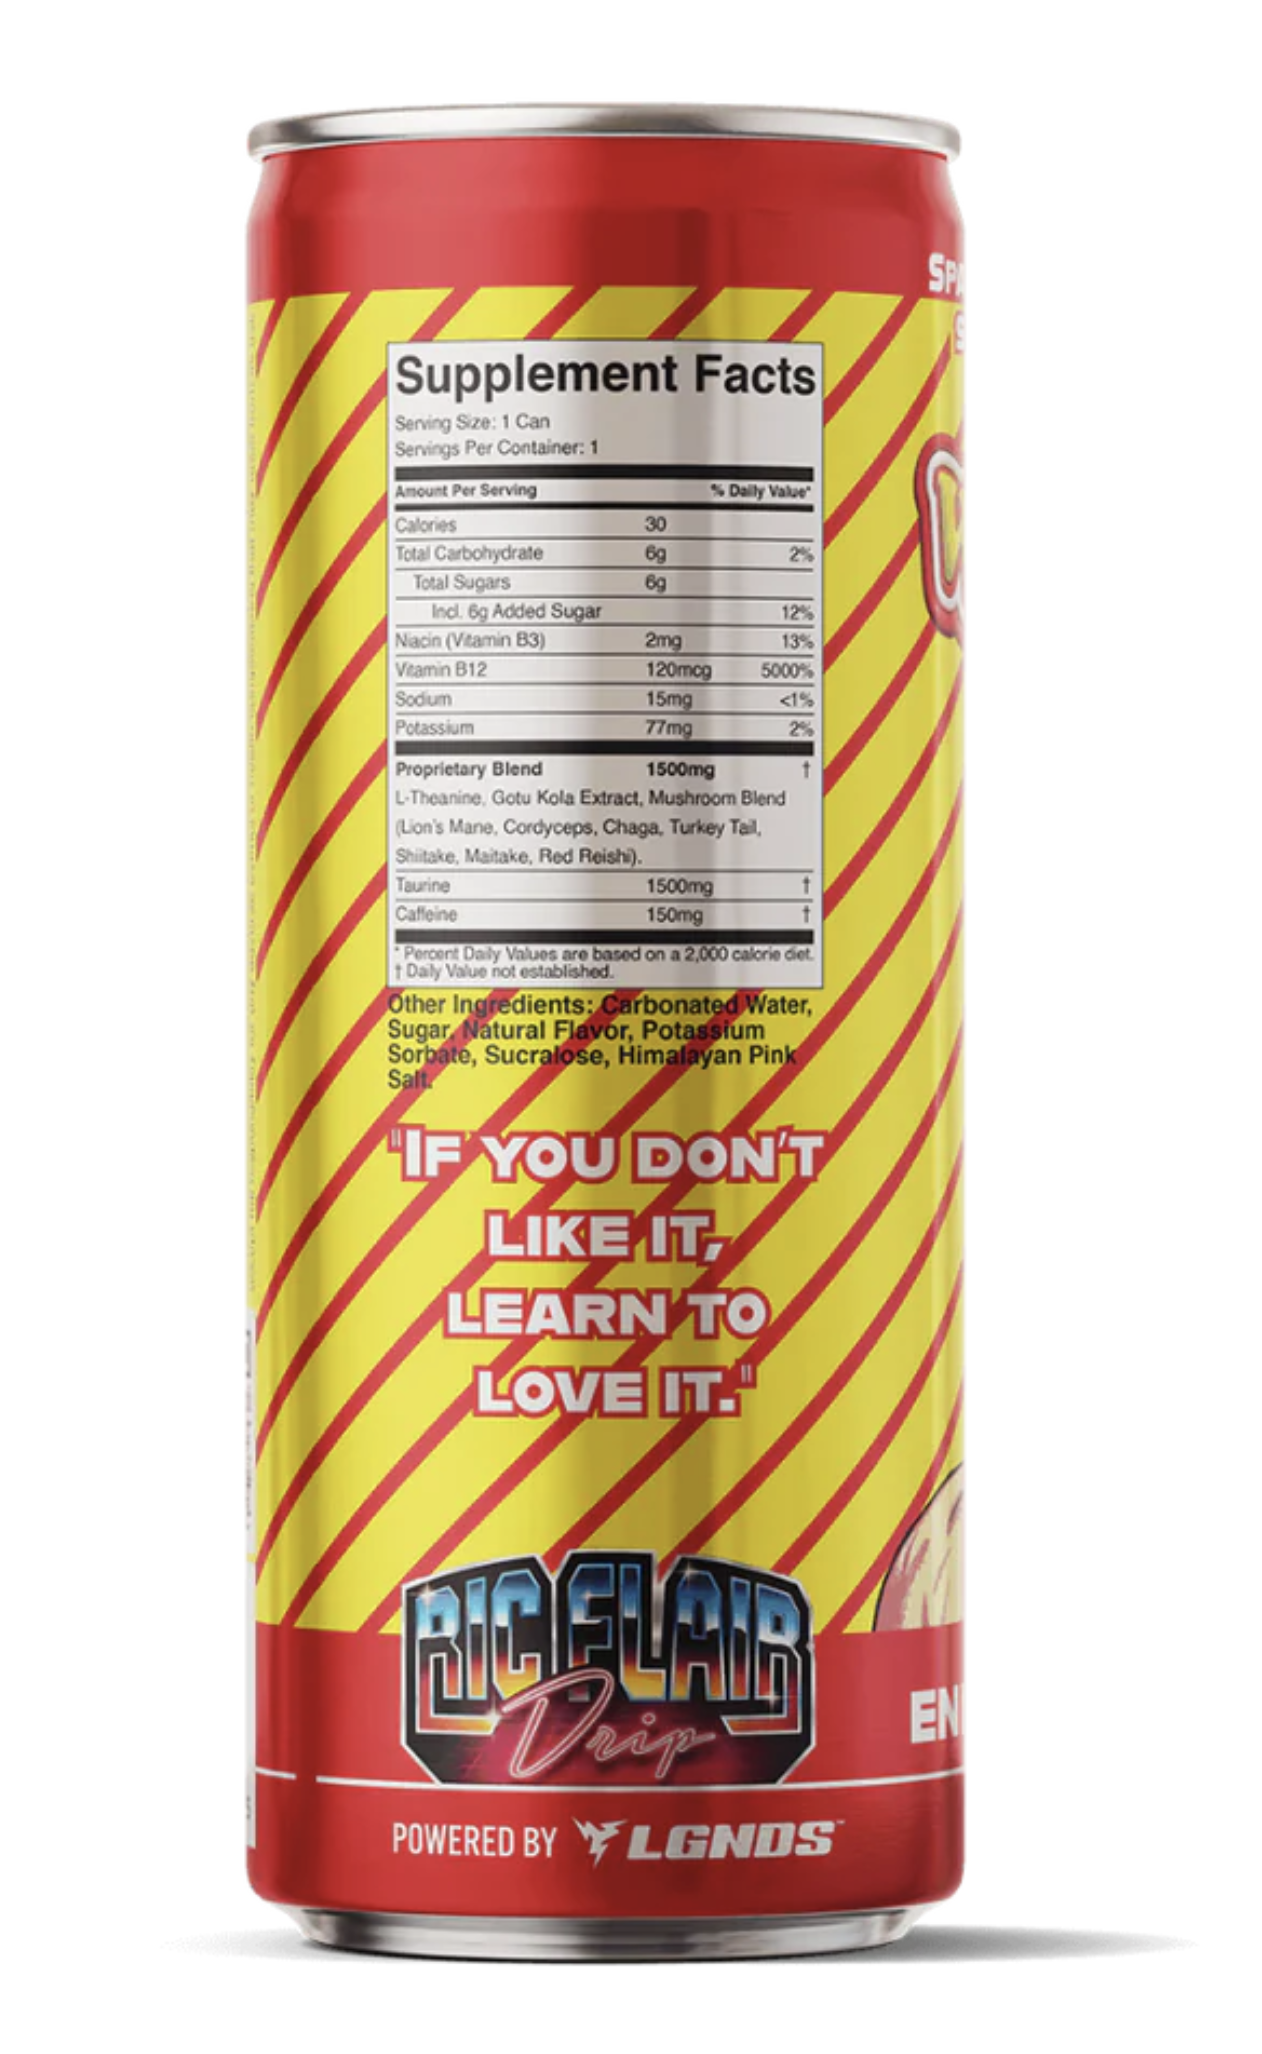 Supplement Facts
Serving Size: 1 Can
Servings Per Container: 1
Amount Per Serving % Daily Value*
Calories 30
Total Carbohydrate 6g 2%
Total Sugars 6g
Incl. 6g Added Sugar 12%
Niacin (Vitamin B3) 2mg 13%
Vitamin B12 120mcg 5000%
Sodium 15mg <1%
Potassium 77mg 2%
Proprietary Blend 1500mg †
L-Theanine, Gotu Kola Extract, Mushroom Blend
(Lion's Mane, Cordyceps, Chaga, Turkey Tail,
Shiitake, Maitake, Red Reishi).
Taurine 1500mg †
Caffeine 150mg †
* Percent Daily Values are based on a 2,000 calorie diet.
† Daily Value not established.
Other Ingredients: Carbonated Water,
Sugar, Natural Flavor, Potassium
Sorbate, Sucralose, Himalayan Pink
Salt.
"IF YOU DON'T
LIKE IT,
LEARN TO
LOVE IT."
RIC FLAIR
Drip
POWERED BY LGNDS™